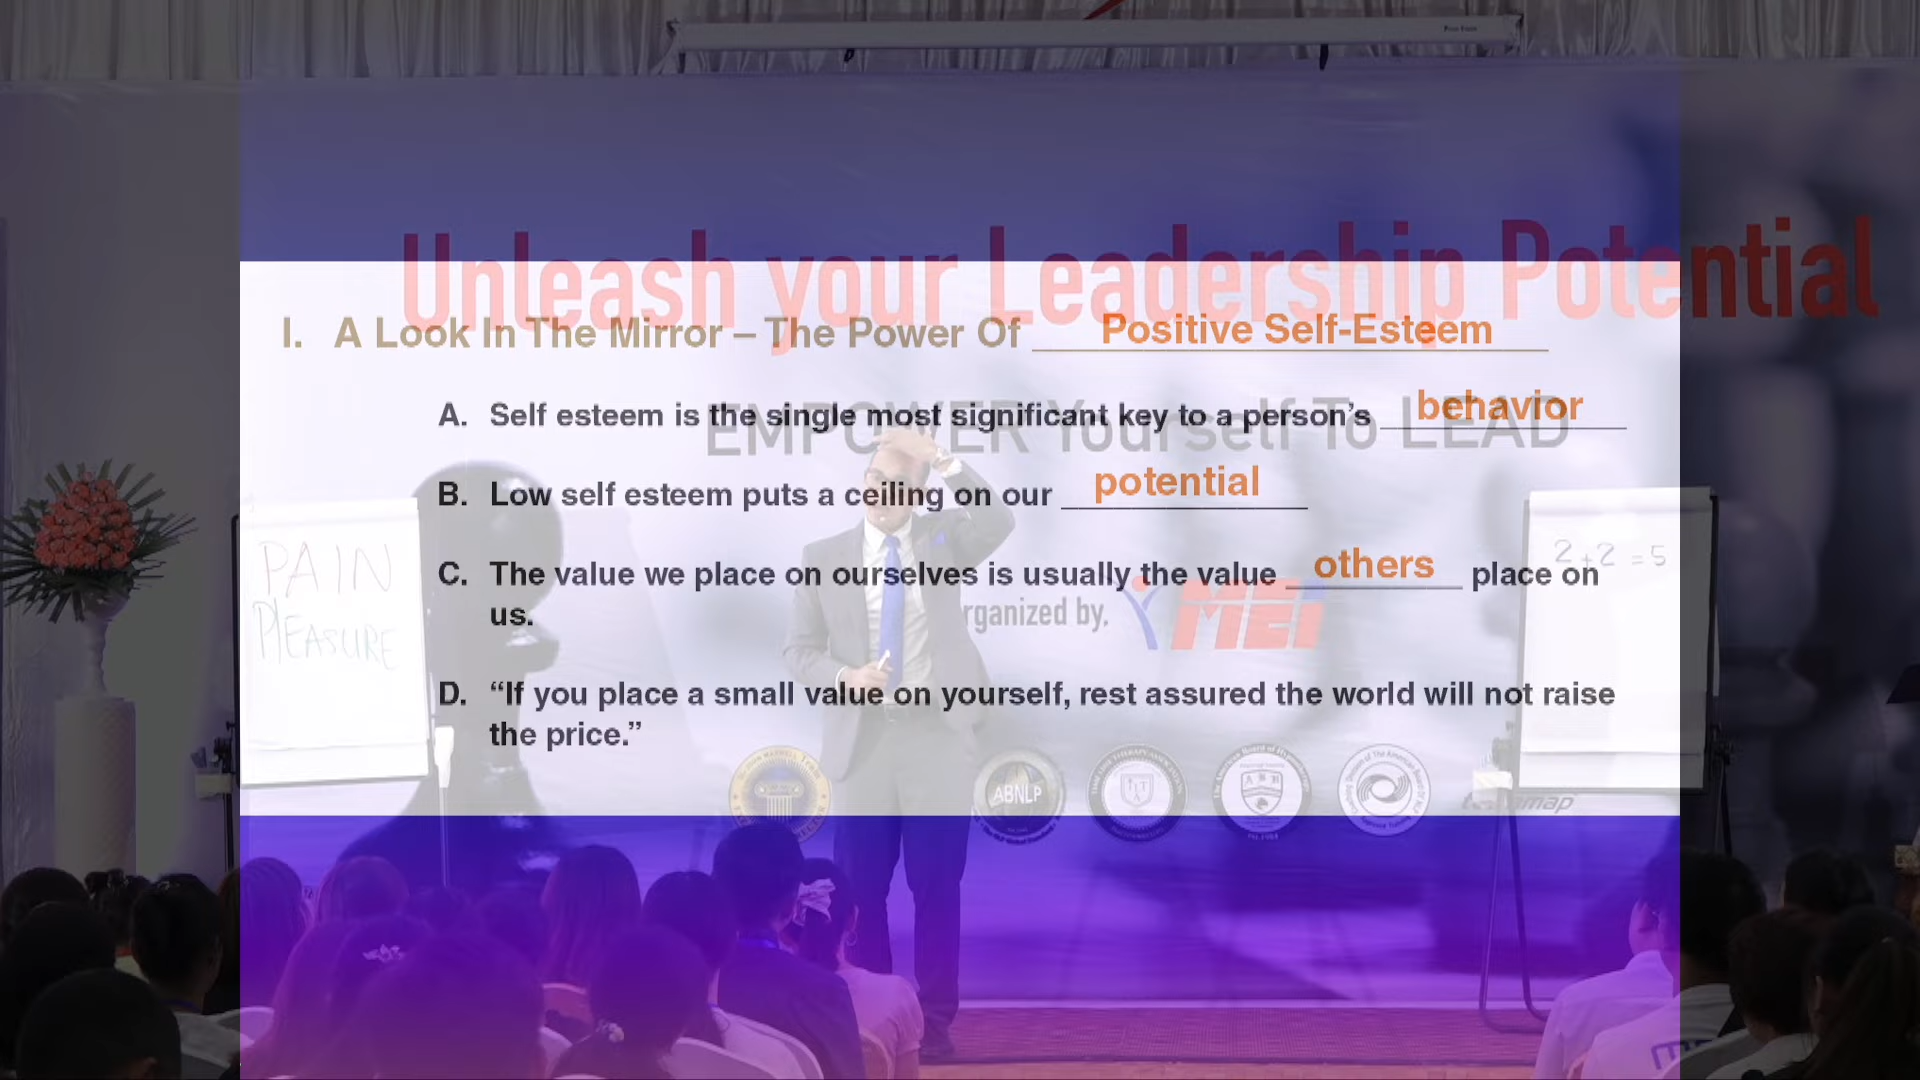 Unleash your Leadership Potential
I. A Look In The Mirror – The Power Of Positive Self-Esteem
A. Self esteem is the single most significant key to a person's behavior
EMPOWER Yourself To LEAD
B. Low self esteem puts a ceiling on our potential
PAIN
PLEASURE
2+2=5
C. The value we place on ourselves is usually the value others place on
us.
rganized by. MEi
D. “If you place a small value on yourself, rest assured the world will not raise
the price.”
ABNLP